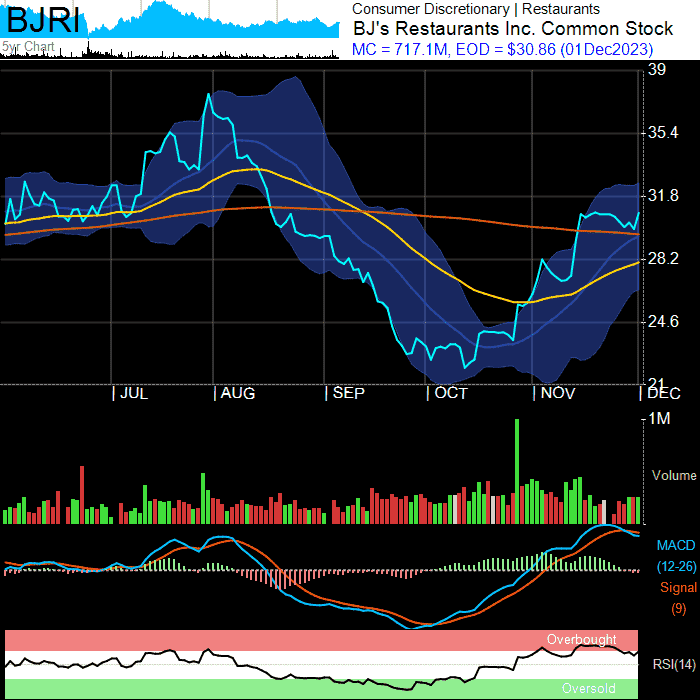 BJRI
5yr Chart
Consumer Discretionary | Restaurants
BJ's Restaurants Inc. Common Stock
MC = 717.1M, EOD = $30.86 (01Dec2023)
39
35.4
31.8
28.2
24.6
21
| JUL | AUG | SEP | OCT | NOV | DEC
1M
Volume
MACD
(12-26)
Signal
(9)
Overbought
RSI(14)
Oversold